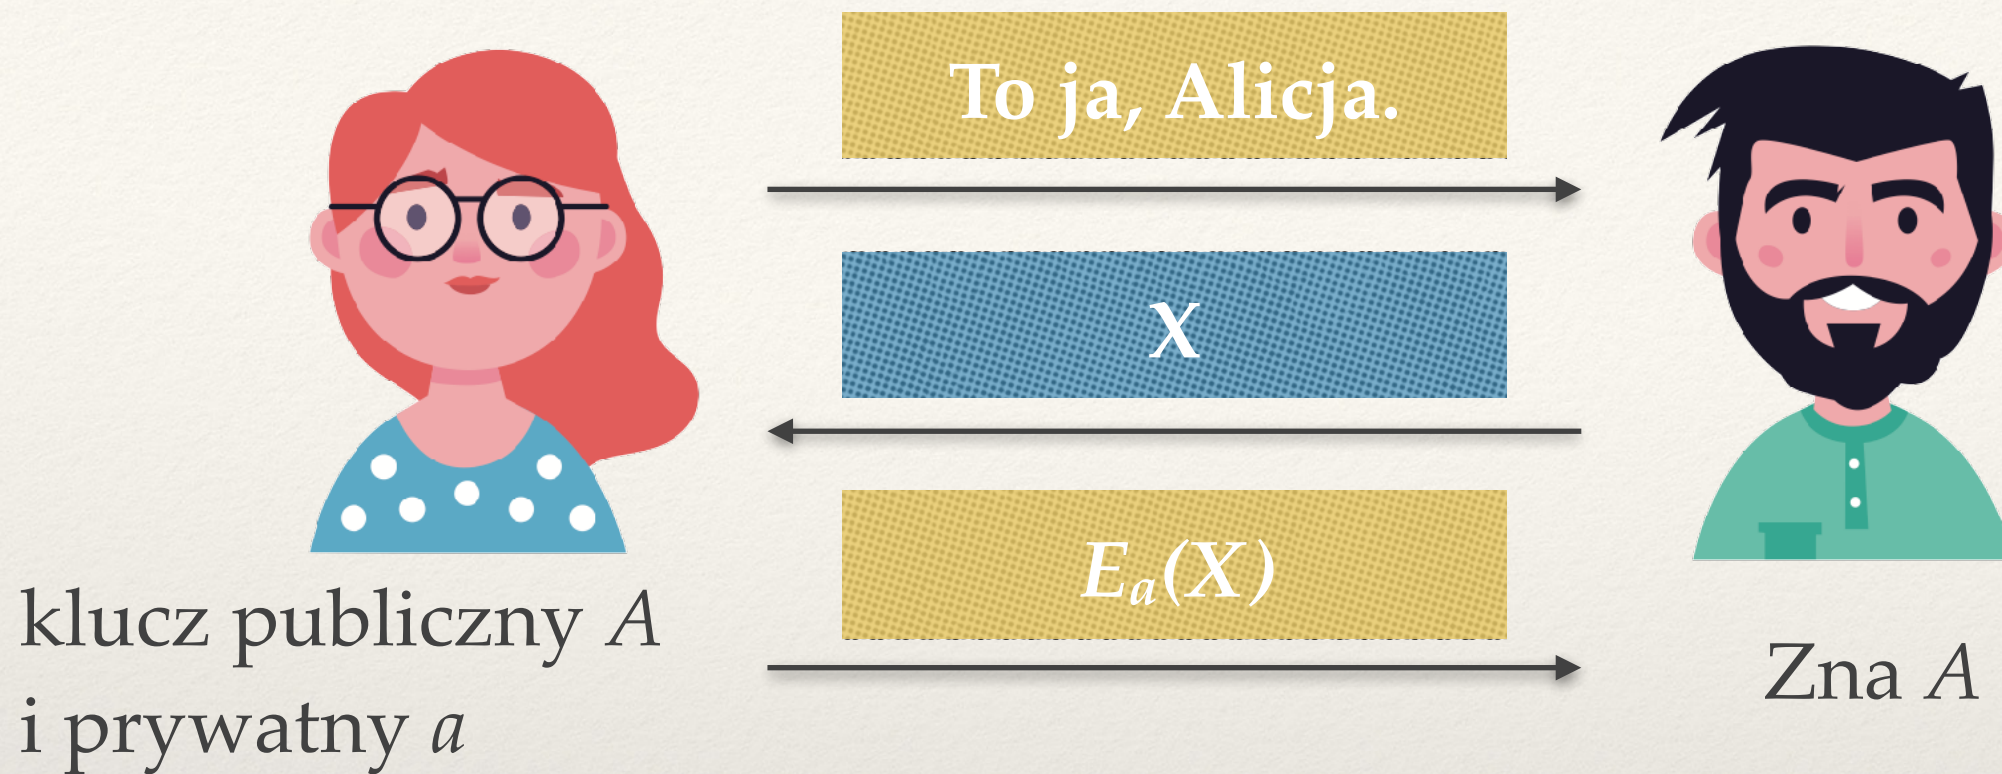 To ja, Alicja.
X
Eₐ(X)
klucz publiczny A
i prywatny a
Zna A